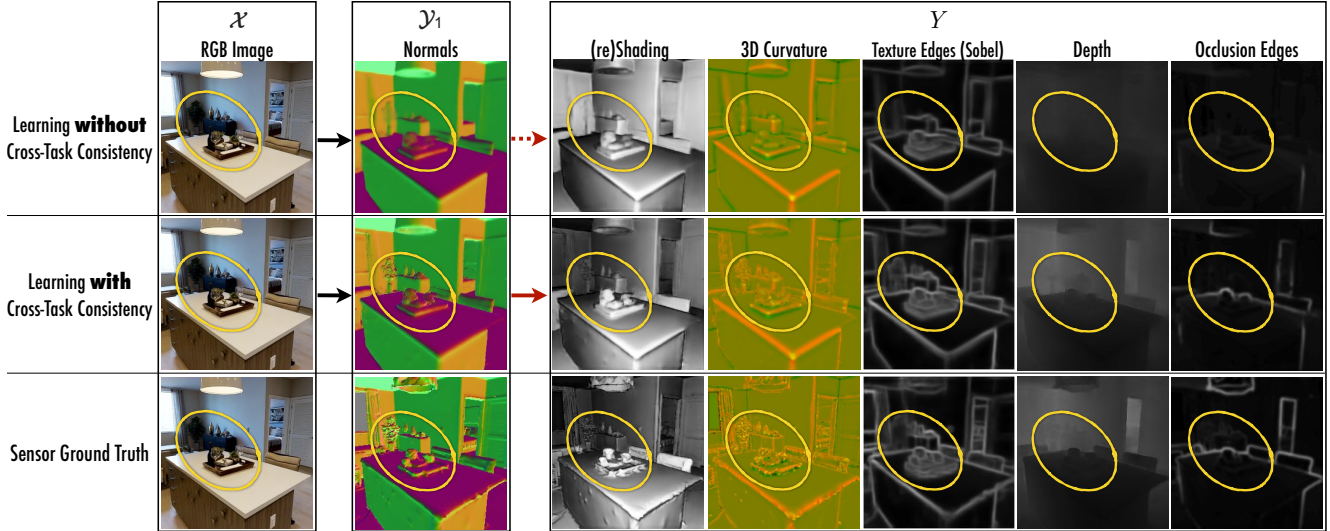 𝒳
𝒴₁
Y
RGB Image
Normals
(re)Shading
3D Curvature
Texture Edges (Sobel)
Depth
Occlusion Edges
Learning without
Cross-Task Consistency
Learning with
Cross-Task Consistency
Sensor Ground Truth